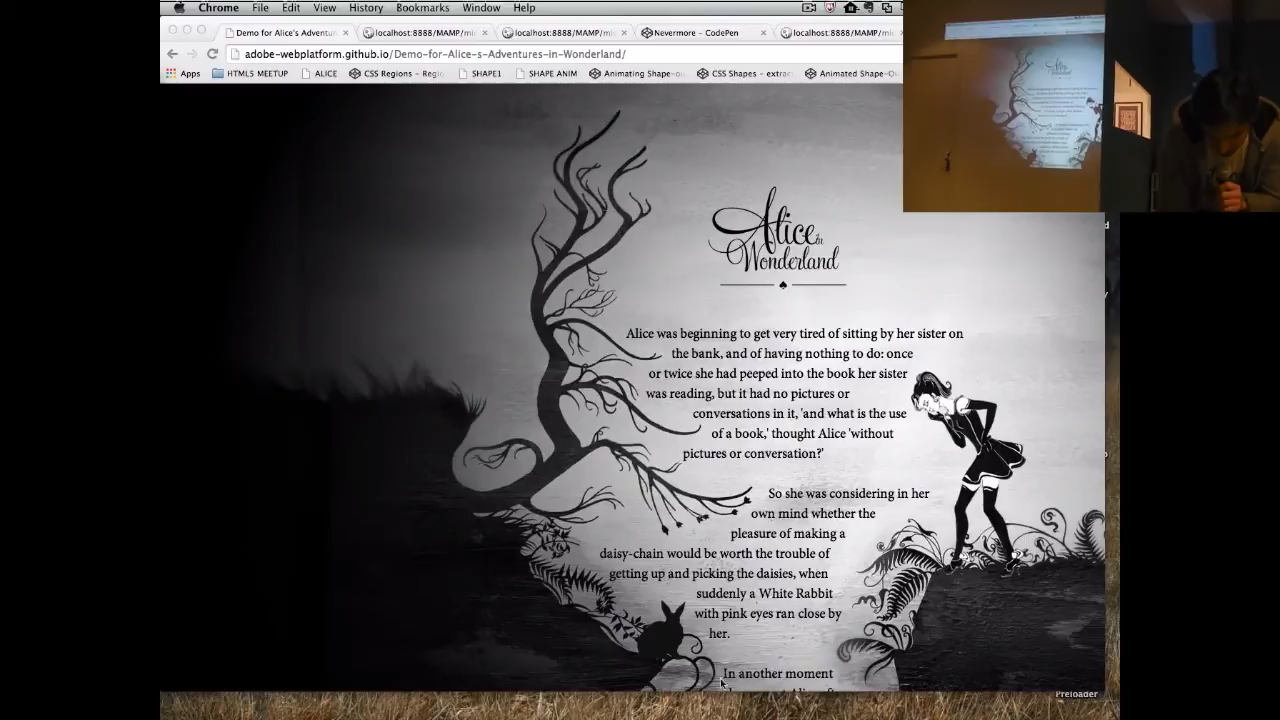 Chrome File Edit View History Bookmarks Window Help
Demo for Alice's Adventur
localhost:8888/MAMP/mi
localhost:8888/MAMP/mi
Nevermore - CodePen
localhost:8888/MAMP/mi
adobe-webplatform.github.io/Demo-for-Alice-s-Adventures-in-Wonderland/
Apps HTML5 MEETUP ALICE CSS Regions - Regi SHAPE1 SHAPE ANIM Animating Shape-o CSS Shapes - extrac Animated Shape-Ou
Alice in
Wonderland
Alice was beginning to get very tired of sitting by her sister on
the bank, and of having nothing to do: once
or twice she had peeped into the book her sister
was reading, but it had no pictures or
conversations in it, 'and what is the use
of a book,' thought Alice 'without
pictures or conversation?'
So she was considering in her
own mind whether the
pleasure of making a
daisy-chain would be worth the trouble of
getting up and picking the daisies, when
suddenly a White Rabbit
with pink eyes ran close by
her.
In another moment
Preloader